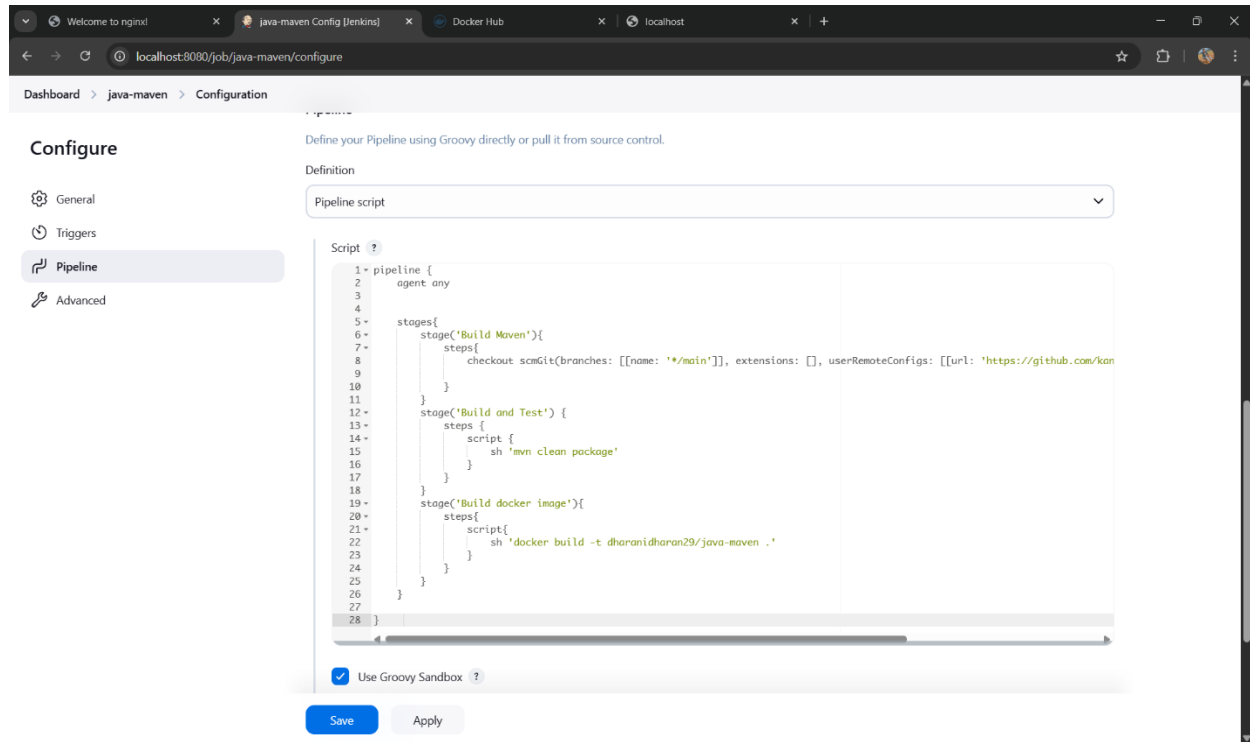 Welcome to nginx!
java-maven Config [Jenkins]
Docker Hub
localhost
localhost:8080/job/java-maven/configure
Dashboard > java-maven > Configuration
Configure
General
Triggers
Pipeline
Advanced
Pipeline
Define your Pipeline using Groovy directly or pull it from source control.
Definition
Pipeline script
Script ?
1 pipeline {
2     agent any
3
4
5     stages{
6         stage('Build Maven'){
7             steps{
8                 checkout scmGit(branches: [[name: '*/main']], extensions: [], userRemoteConfigs: [[url: 'https://github.com/kan
9
10             }
11         }
12         stage('Build and Test') {
13             steps {
14                 script {
15                     sh 'mvn clean package'
16                 }
17             }
18         }
19         stage('Build docker image'){
20             steps{
21                 script{
22                     sh 'docker build -t dharanidharan29/java-maven .'
23                 }
24             }
25         }
26     }
27
28 }
Use Groovy Sandbox ?
Save
Apply